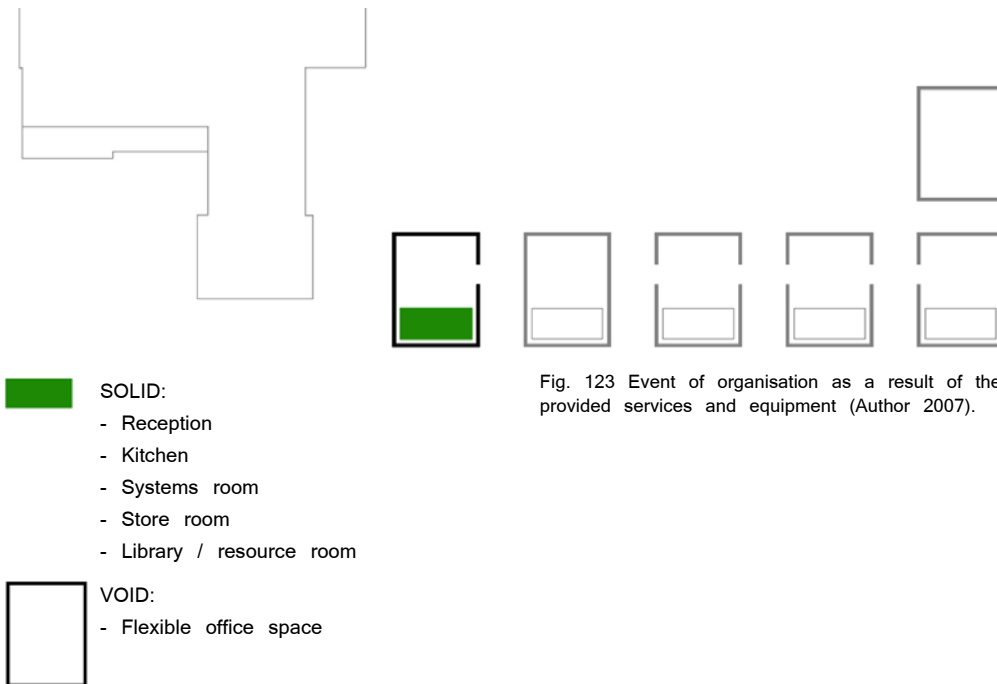 Fig. 123 Event of organisation as a result of the
provided services and equipment (Author 2007).
SOLID:
- Reception
- Kitchen
- Systems room
- Store room
- Library / resource room
VOID:
- Flexible office space